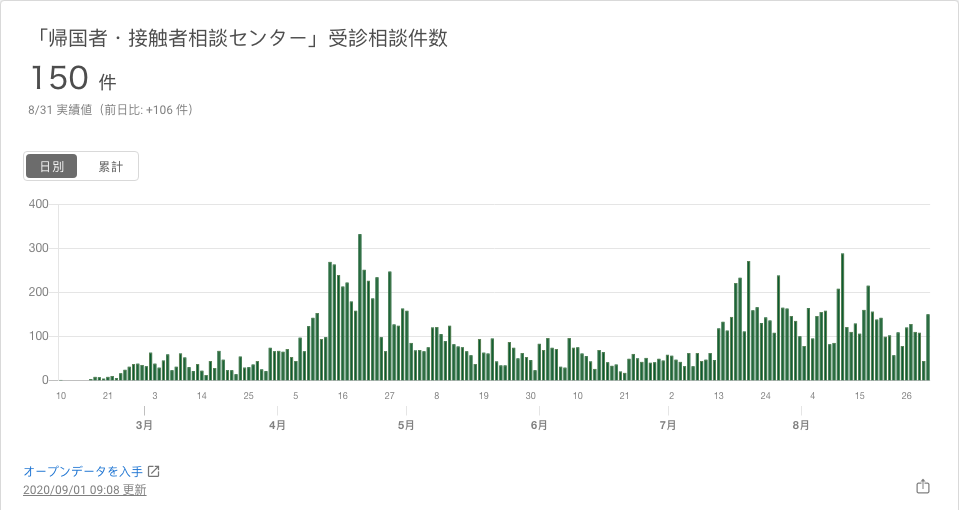 「帰国者・接触者相談センター」受診相談件数
150 件
8/31 実績値（前日比: +106 件）
日別 累計
400
300
200
100
0
10 21 3 14 25 5 16 27 8 19 30 10 21 2 13 24 4 15 26
3月 4月 5月 6月 7月 8月
オープンデータを入手
2020/09/01 09:08 更新